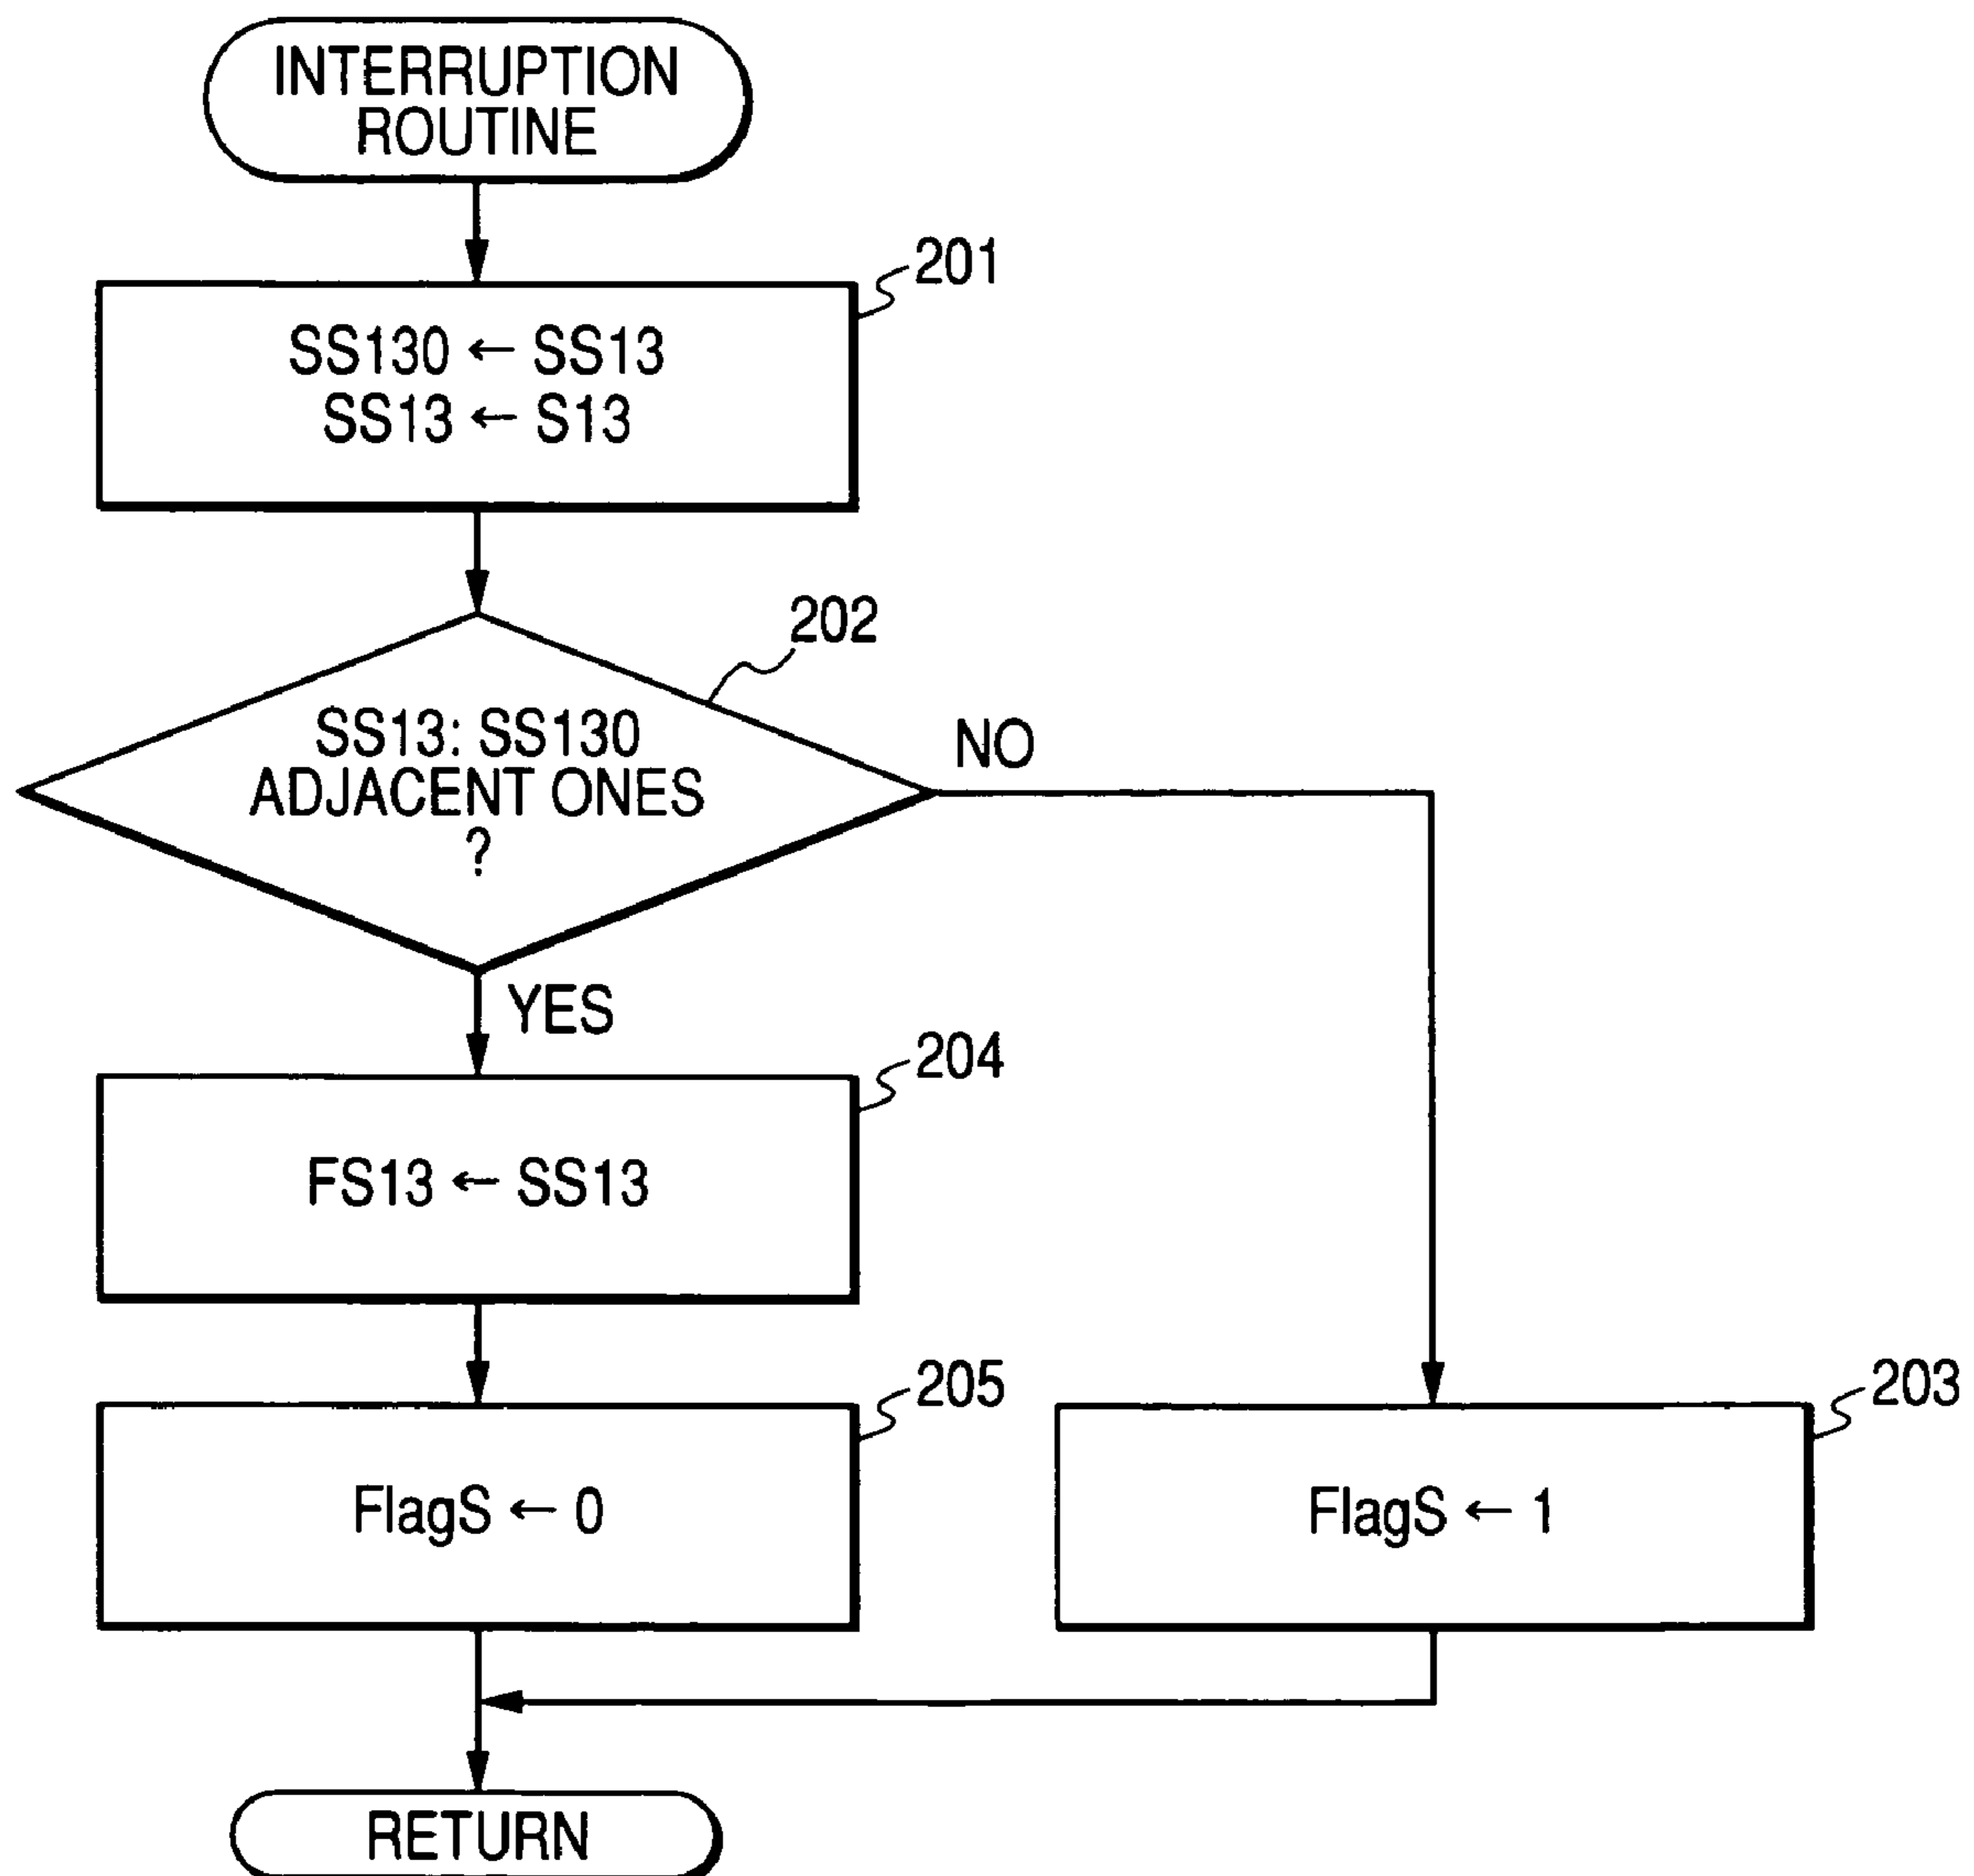 INTERRUPTION
ROUTINE
201
SS130 ← SS13
SS13 ← S13
202
SS13: SS130
ADJACENT ONES
?
NO
YES
204
FS13 ← SS13
205
FlagS ← 0
203
FlagS ← 1
RETURN